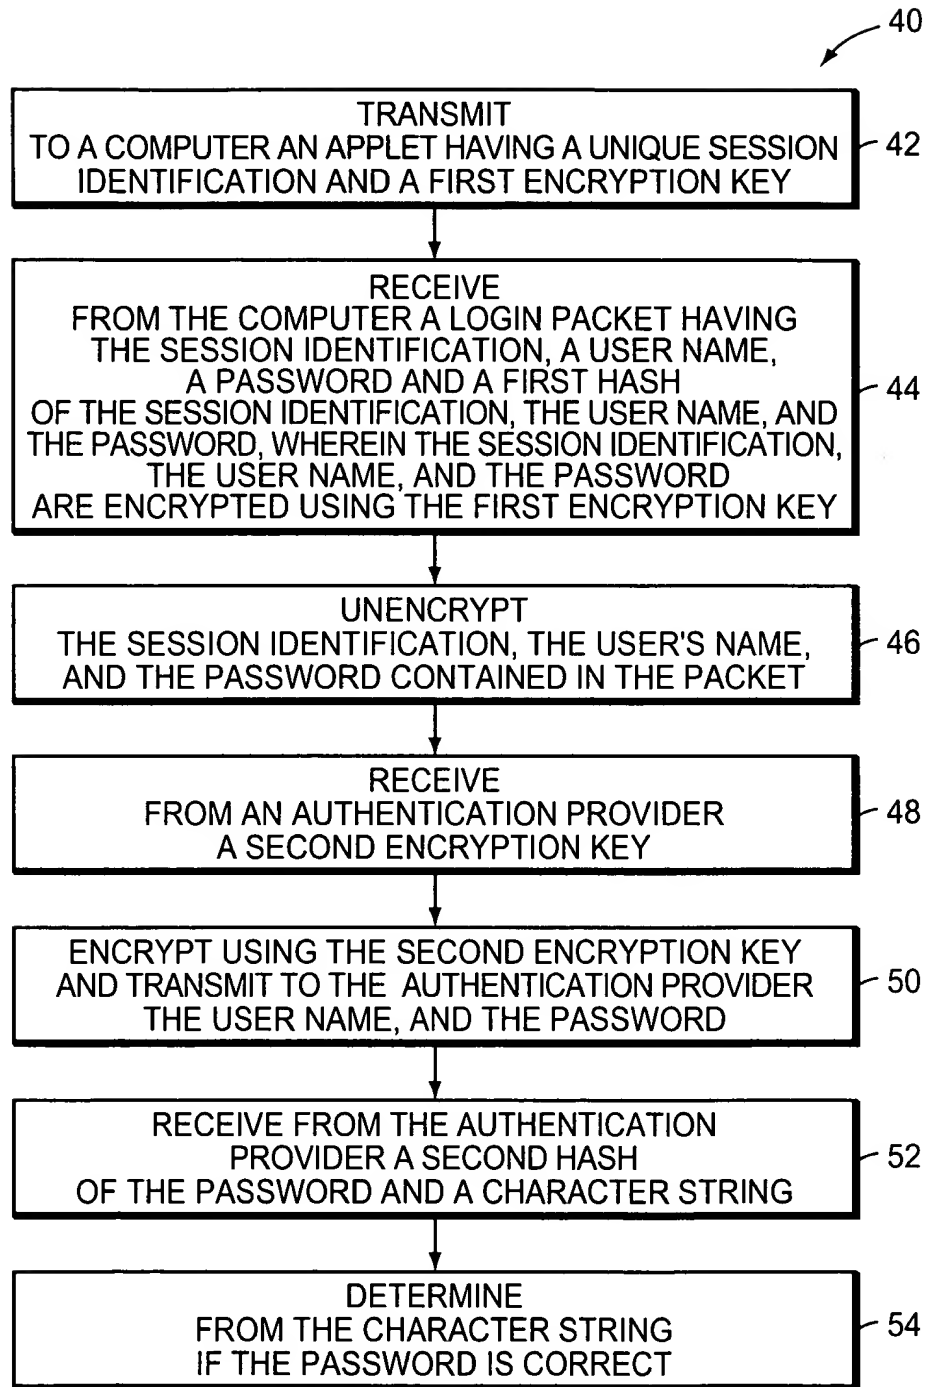 40
TRANSMIT
TO A COMPUTER AN APPLET HAVING A UNIQUE SESSION
IDENTIFICATION AND A FIRST ENCRYPTION KEY
42
RECEIVE
FROM THE COMPUTER A LOGIN PACKET HAVING
THE SESSION IDENTIFICATION, A USER NAME,
A PASSWORD AND A FIRST HASH
OF THE SESSION IDENTIFICATION, THE USER NAME, AND
THE PASSWORD, WHEREIN THE SESSION IDENTIFICATION,
THE USER NAME, AND THE PASSWORD
ARE ENCRYPTED USING THE FIRST ENCRYPTION KEY
44
UNENCRYPT
THE SESSION IDENTIFICATION, THE USER'S NAME,
AND THE PASSWORD CONTAINED IN THE PACKET
46
RECEIVE
FROM AN AUTHENTICATION PROVIDER
A SECOND ENCRYPTION KEY
48
ENCRYPT USING THE SECOND ENCRYPTION KEY
AND TRANSMIT TO THE AUTHENTICATION PROVIDER
THE USER NAME, AND THE PASSWORD
50
RECEIVE FROM THE AUTHENTICATION
PROVIDER A SECOND HASH
OF THE PASSWORD AND A CHARACTER STRING
52
DETERMINE
FROM THE CHARACTER STRING
IF THE PASSWORD IS CORRECT
54